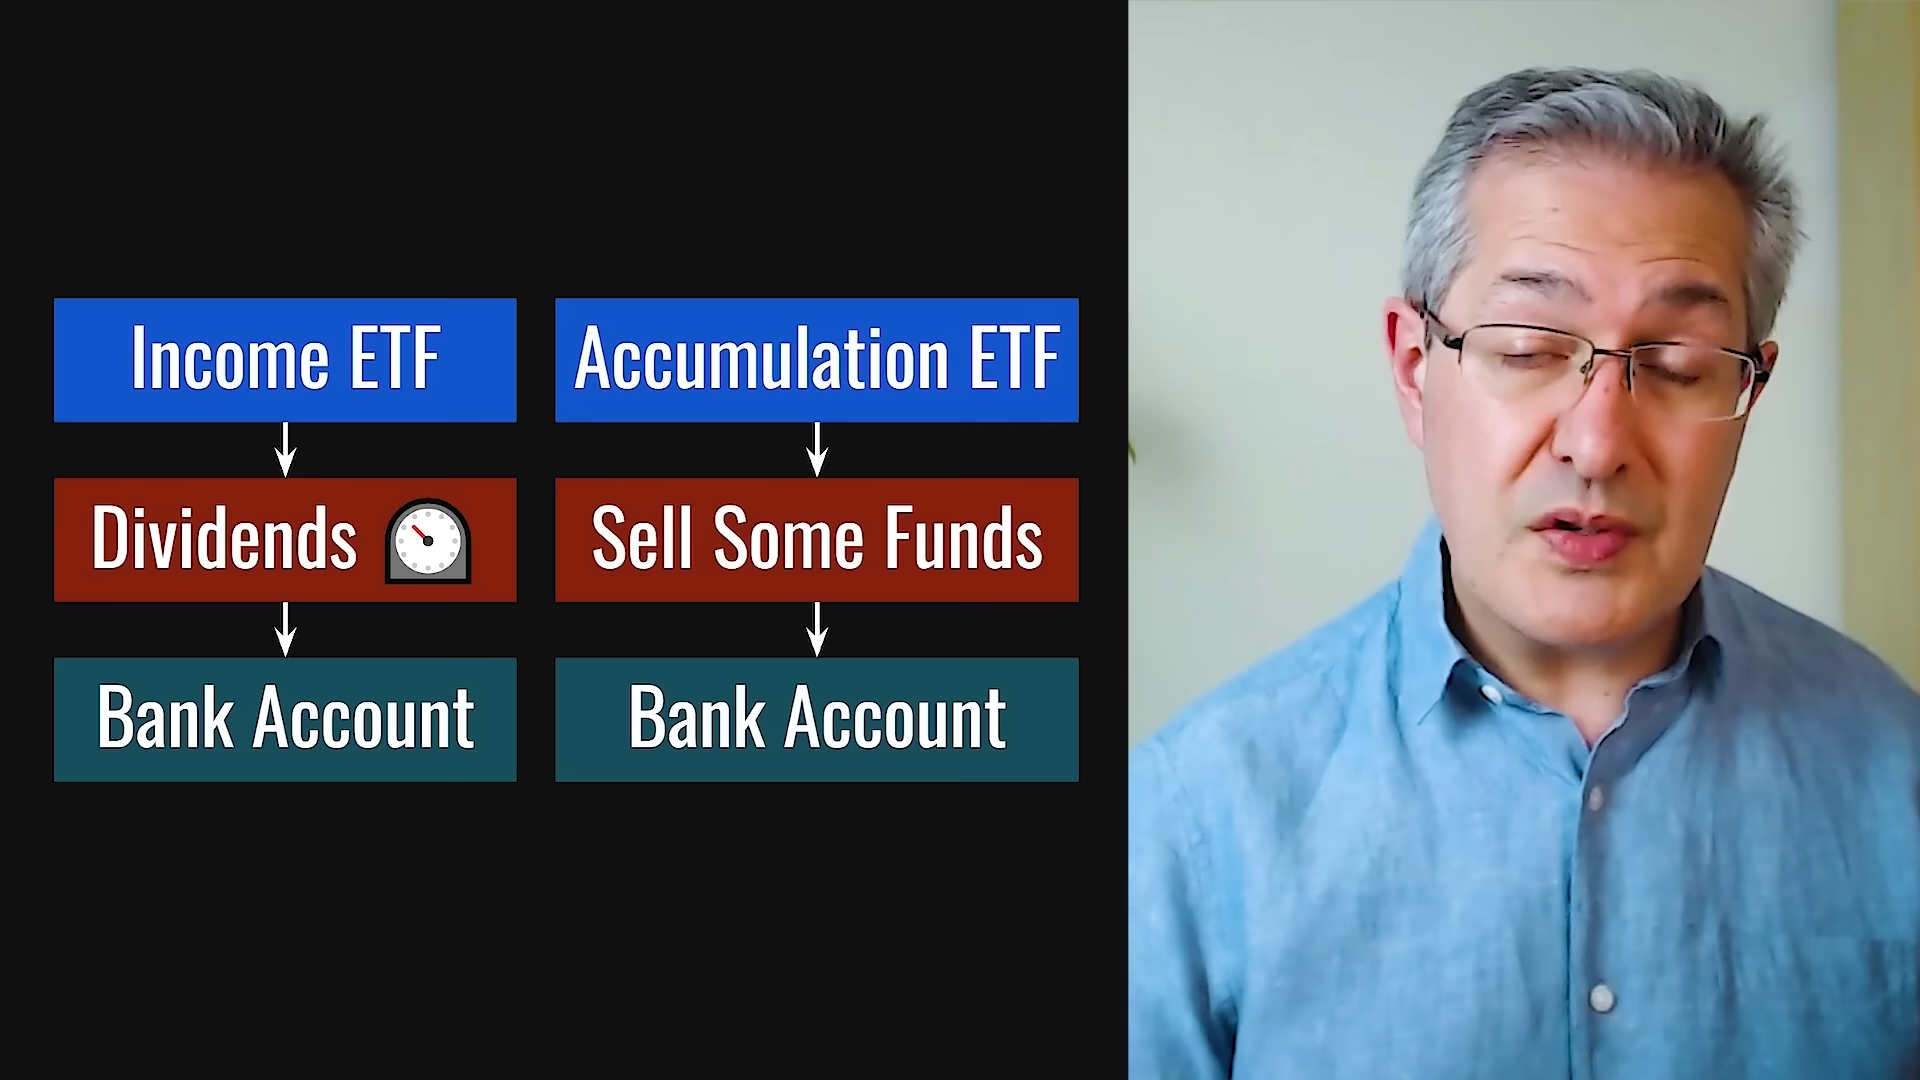 Income ETF
Dividends
Bank Account
Accumulation ETF
Sell Some Funds
Bank Account